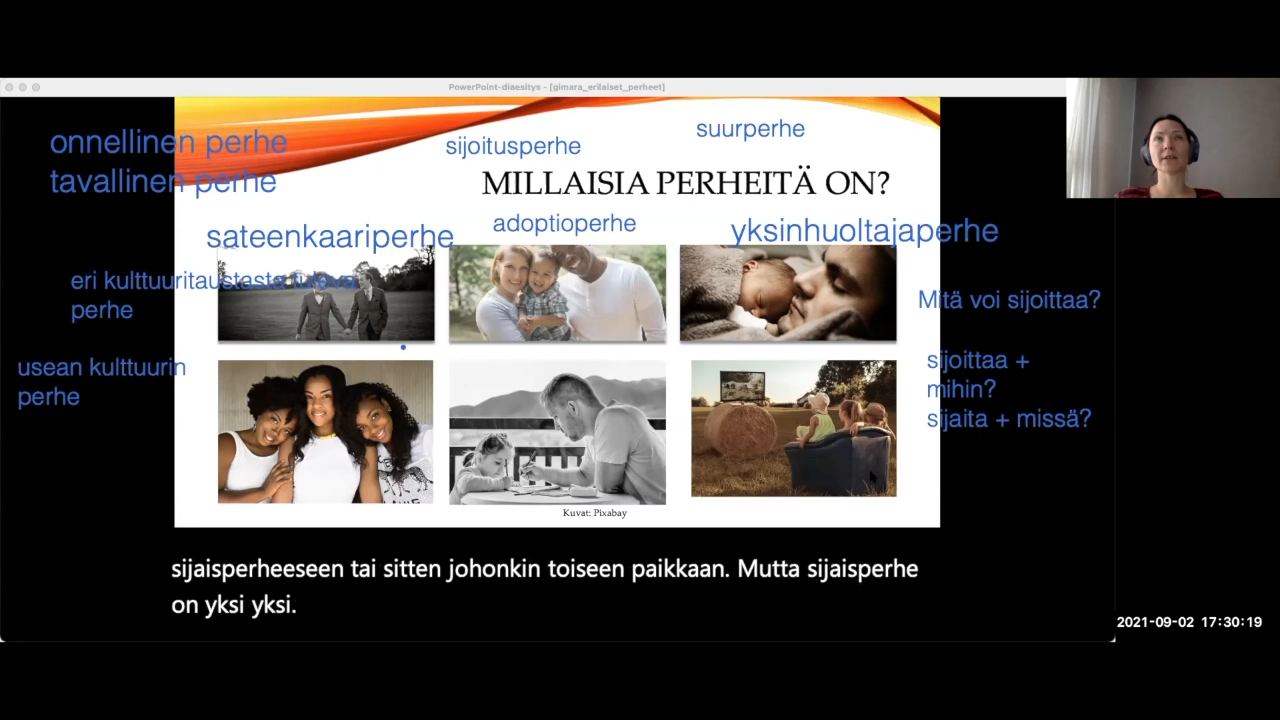 PowerPoint-diaesitys - [gimara_erilaiset_perheet]
onnellinen perhe
tavallinen perhe
sijoitusperhe
suurperhe
MILLAISIA PERHEITÄ ON?
sateenkaariperhe
adoptioperhe
yksinhuoltajaperhe
eri kulttuuritaustasta tuleva
perhe
Mitä voi sijoittaa?
usean kulttuurin
perhe
sijoittaa +
mihin?
sijaita + missä?
Kuvat: Pixabay
sijaisperheeseen tai sitten johonkin toiseen paikkaan. Mutta sijaisperhe
on yksi yksi.
2021-09-02 17:30:19